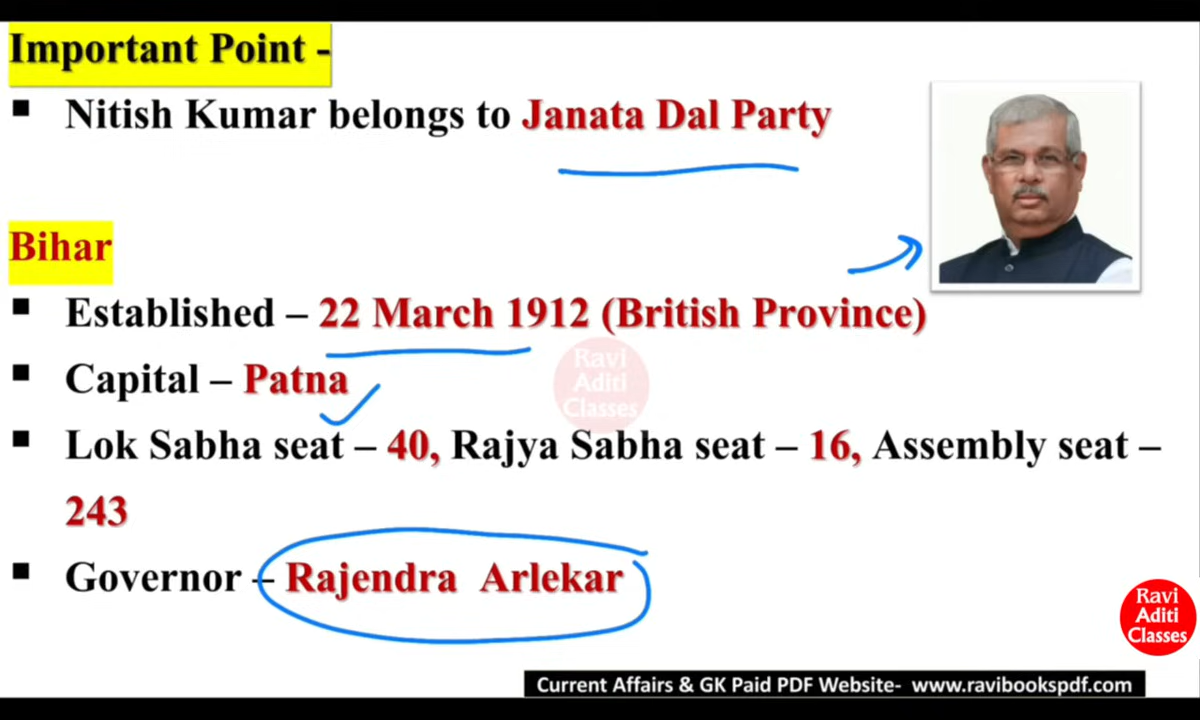 Important Point -
▪ Nitish Kumar belongs to Janata Dal Party
Bihar
▪ Established – 22 March 1912 (British Province)
▪ Capital – Patna
▪ Lok Sabha seat – 40, Rajya Sabha seat – 16, Assembly seat –
243
▪ Governor – Rajendra Arlekar
Ravi
Aditi
Classes
Ravi
Aditi
Classes
Current Affairs & GK Paid PDF Website- www.ravibookspdf.com